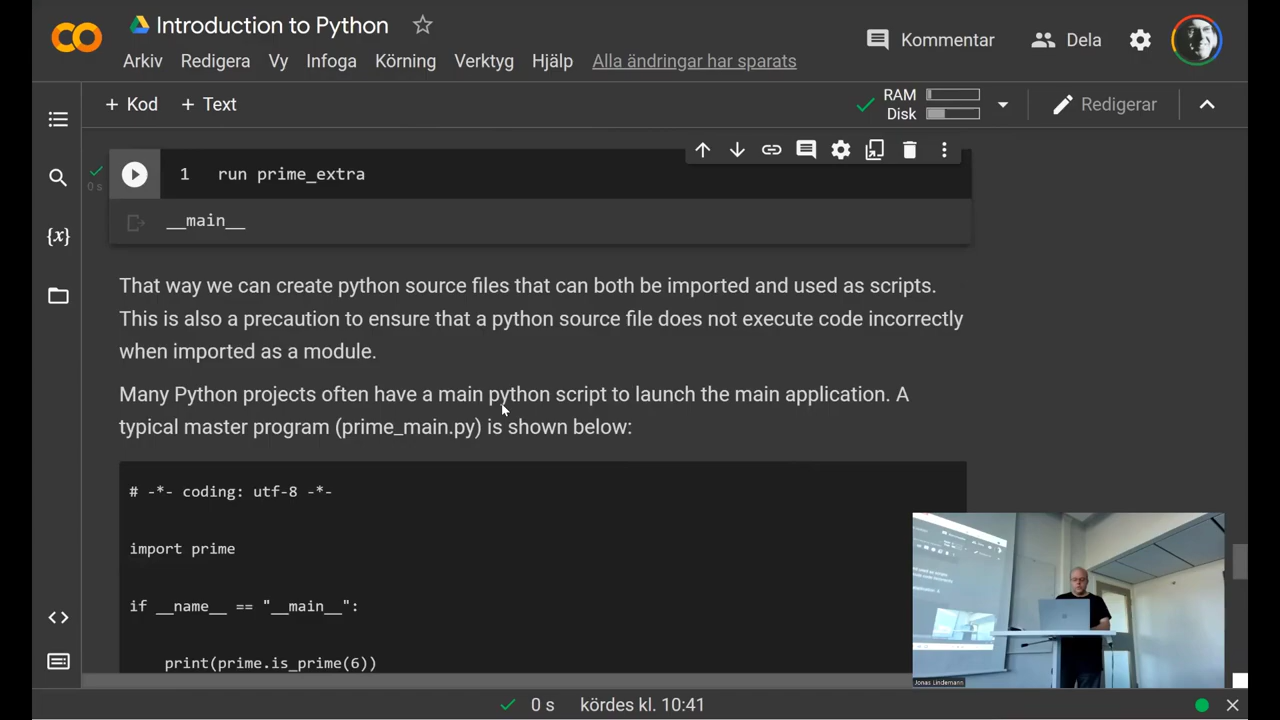 Introduction to Python
Kommentar
Dela
Arkiv Redigera Vy Infoga Körning Verktyg Hjälp Alla ändringar har sparats
+ Kod + Text
RAM
Disk
Redigerar
0 s
1 run prime_extra
__main__
{x}
That way we can create python source files that can both be imported and used as scripts.
This is also a precaution to ensure that a python source file does not execute code incorrectly
when imported as a module.
Many Python projects often have a main python script to launch the main application. A
typical master program (prime_main.py) is shown below:
# -*- coding: utf-8 -*-
import prime
if __name__ == "__main__":
print(prime.is_prime(6))
Jonas Lindemann
0 s kördes kl. 10:41